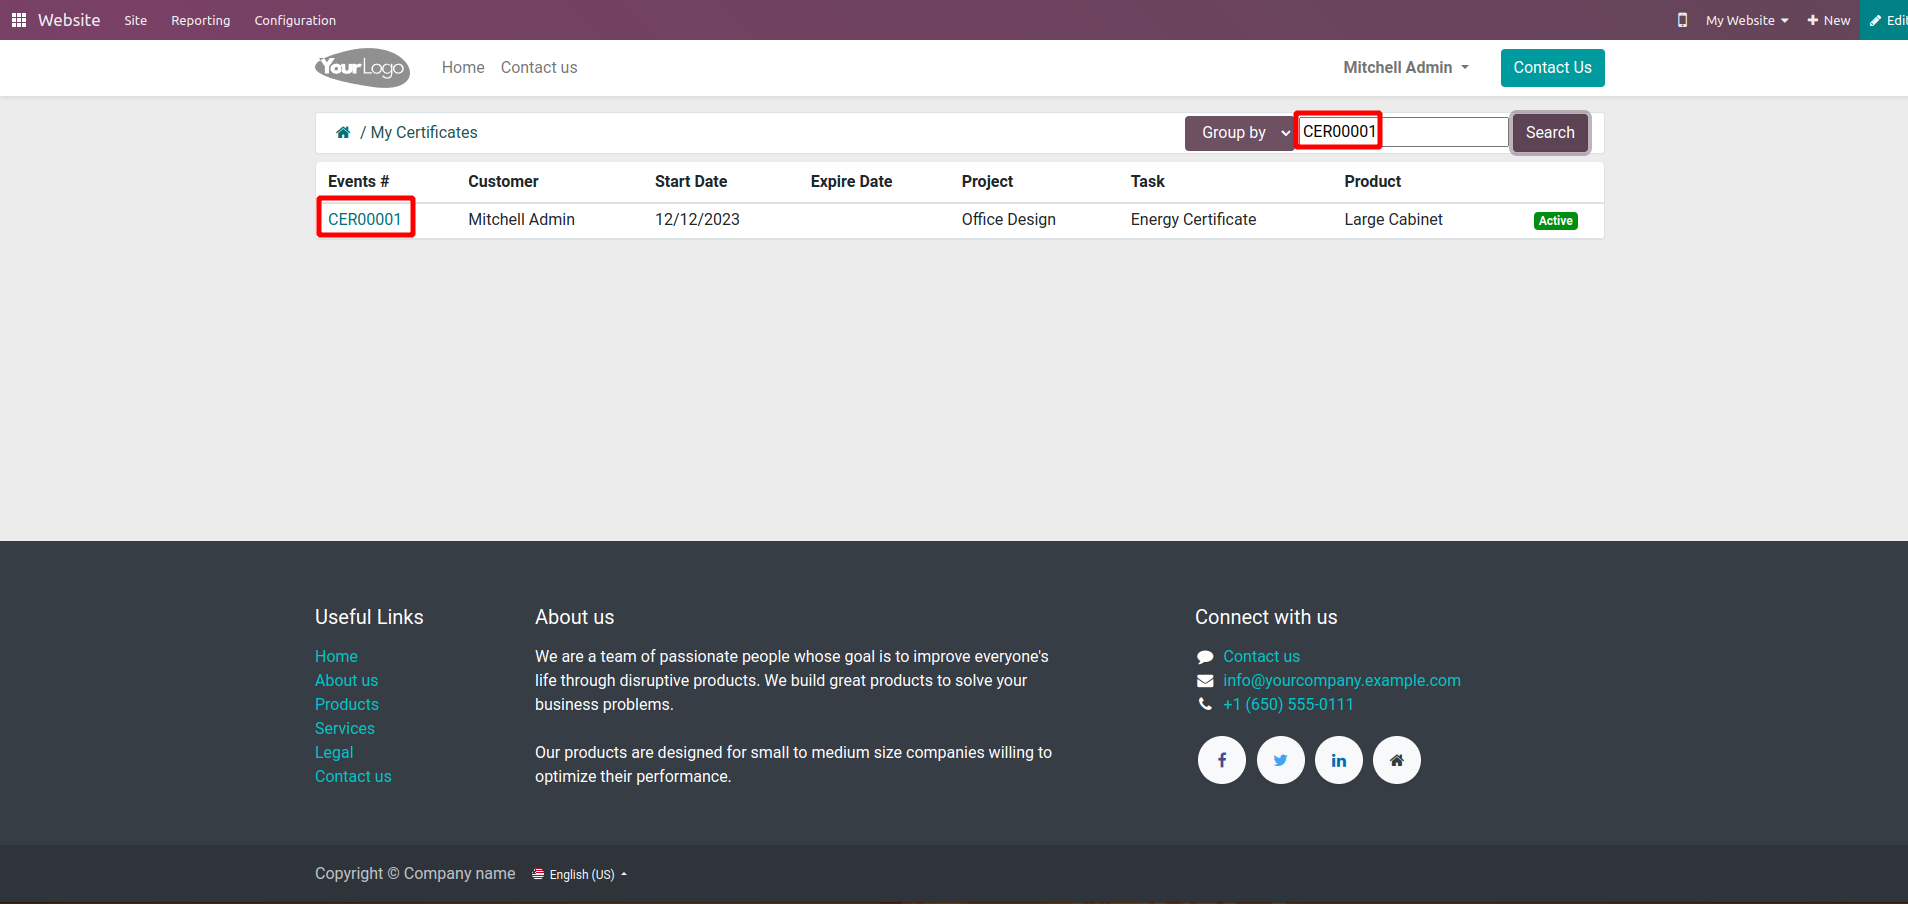 Website Site Reporting Configuration My Website New Edit
YourLogo Home Contact us Mitchell Admin Contact Us
/ My Certificates Group by CER00001 Search
Events # Customer Start Date Expire Date Project Task Product
CER00001 Mitchell Admin 12/12/2023 Office Design Energy Certificate Large Cabinet Active
Useful Links
Home
About us
Products
Services
Legal
Contact us
About us
We are a team of passionate people whose goal is to improve everyone's
life through disruptive products. We build great products to solve your
business problems.
Our products are designed for small to medium size companies willing to
optimize their performance.
Connect with us
Contact us
info@yourcompany.example.com
+1 (650) 555-0111
Copyright © Company name English (US)